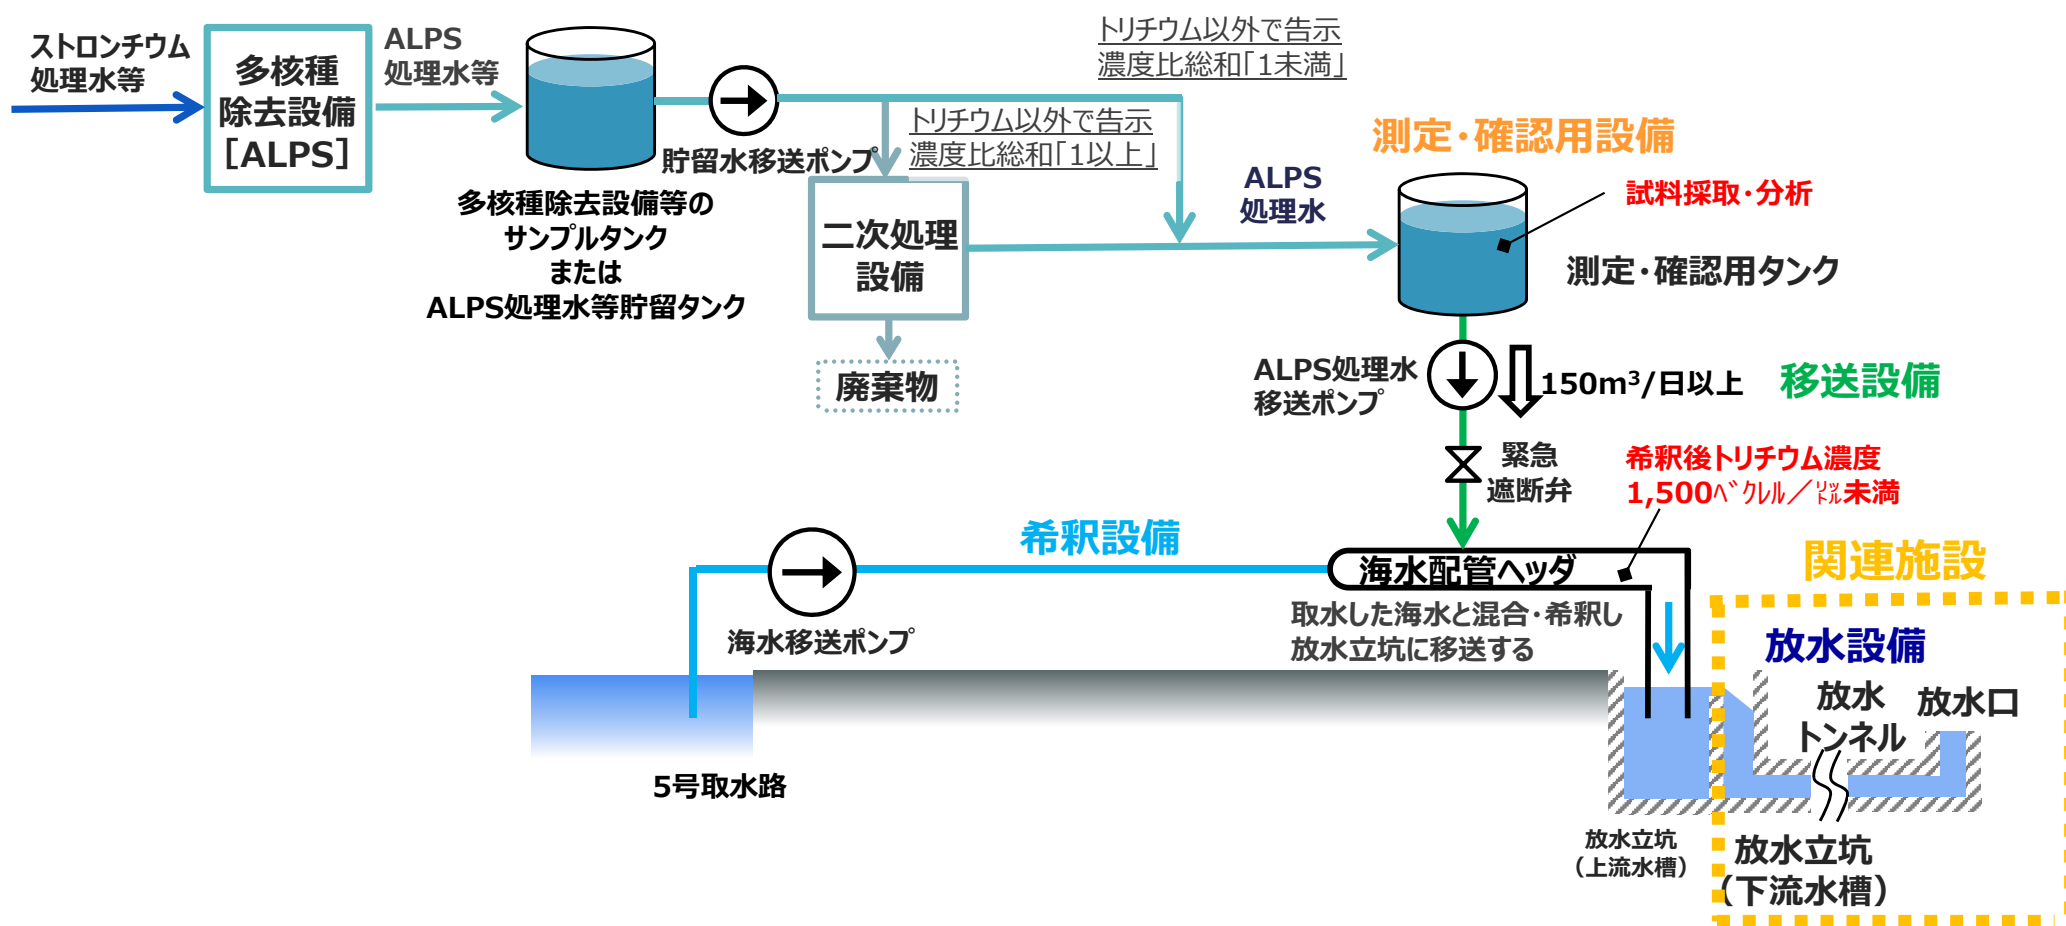 ストロンチウム
処理水等
多核種
除去設備
[ALPS]
ALPS
処理水等
貯留水移送ポンプ
多核種除去設備等の
サンプルタンク
または
ALPS処理水等貯留タンク
トリチウム以外で告示
濃度比総和「1未満」
トリチウム以外で告示
濃度比総和「1以上」
二次処理
設備
廃棄物
ALPS
処理水
測定・確認用設備
試料採取・分析
測定・確認用タンク
ALPS処理水
移送ポンプ
150m³/日以上
移送設備
緊急
遮断弁
希釈後トリチウム濃度
1,500ﾍﾞｸﾚﾙ／㍑未満
希釈設備
海水移送ポンプ
海水配管ヘッダ
取水した海水と混合・希釈し
放水立坑に移送する
5号取水路
関連施設
放水設備
放水
トンネル
放水口
放水立坑
（上流水槽）
放水立坑
（下流水槽）